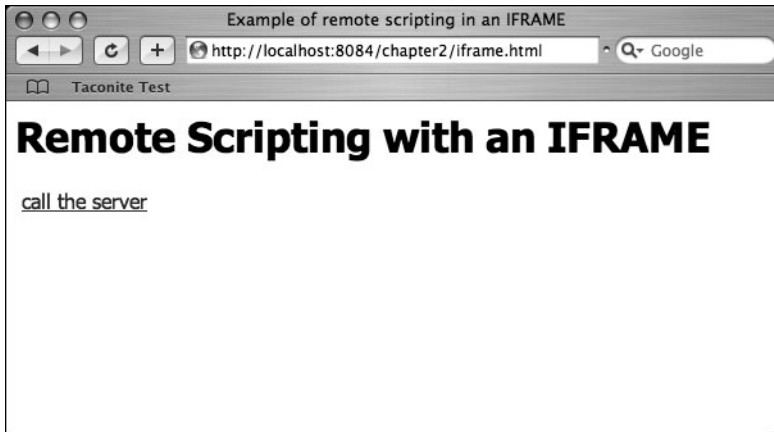 Example of remote scripting in an IFRAME
http://localhost:8084/chapter2/iframe.html
Google
Taconite Test
Remote Scripting with an IFRAME
call the server